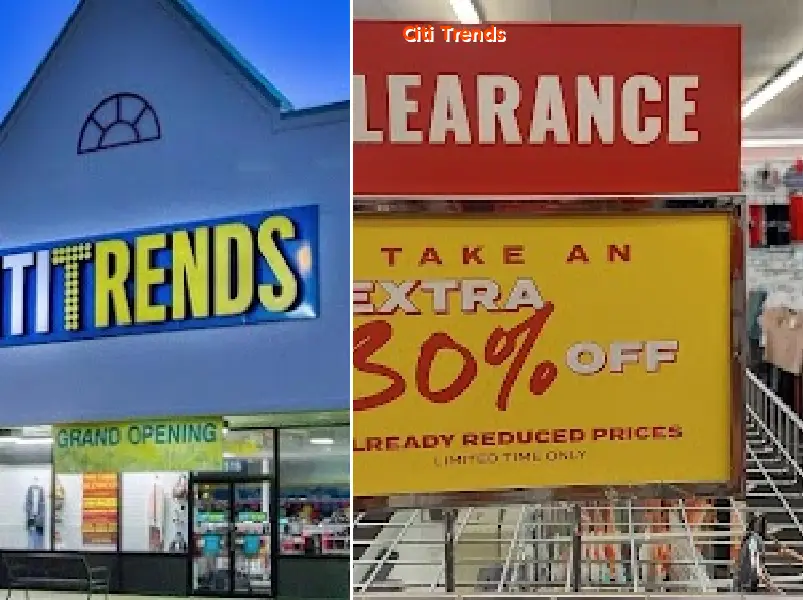 TITRENDS
GRAND OPENING
Citi Trends
LEARANCE
TAKE AN
EXTRA
30% OFF
LREADY REDUCED PRICES
LIMITED TIME ONLY